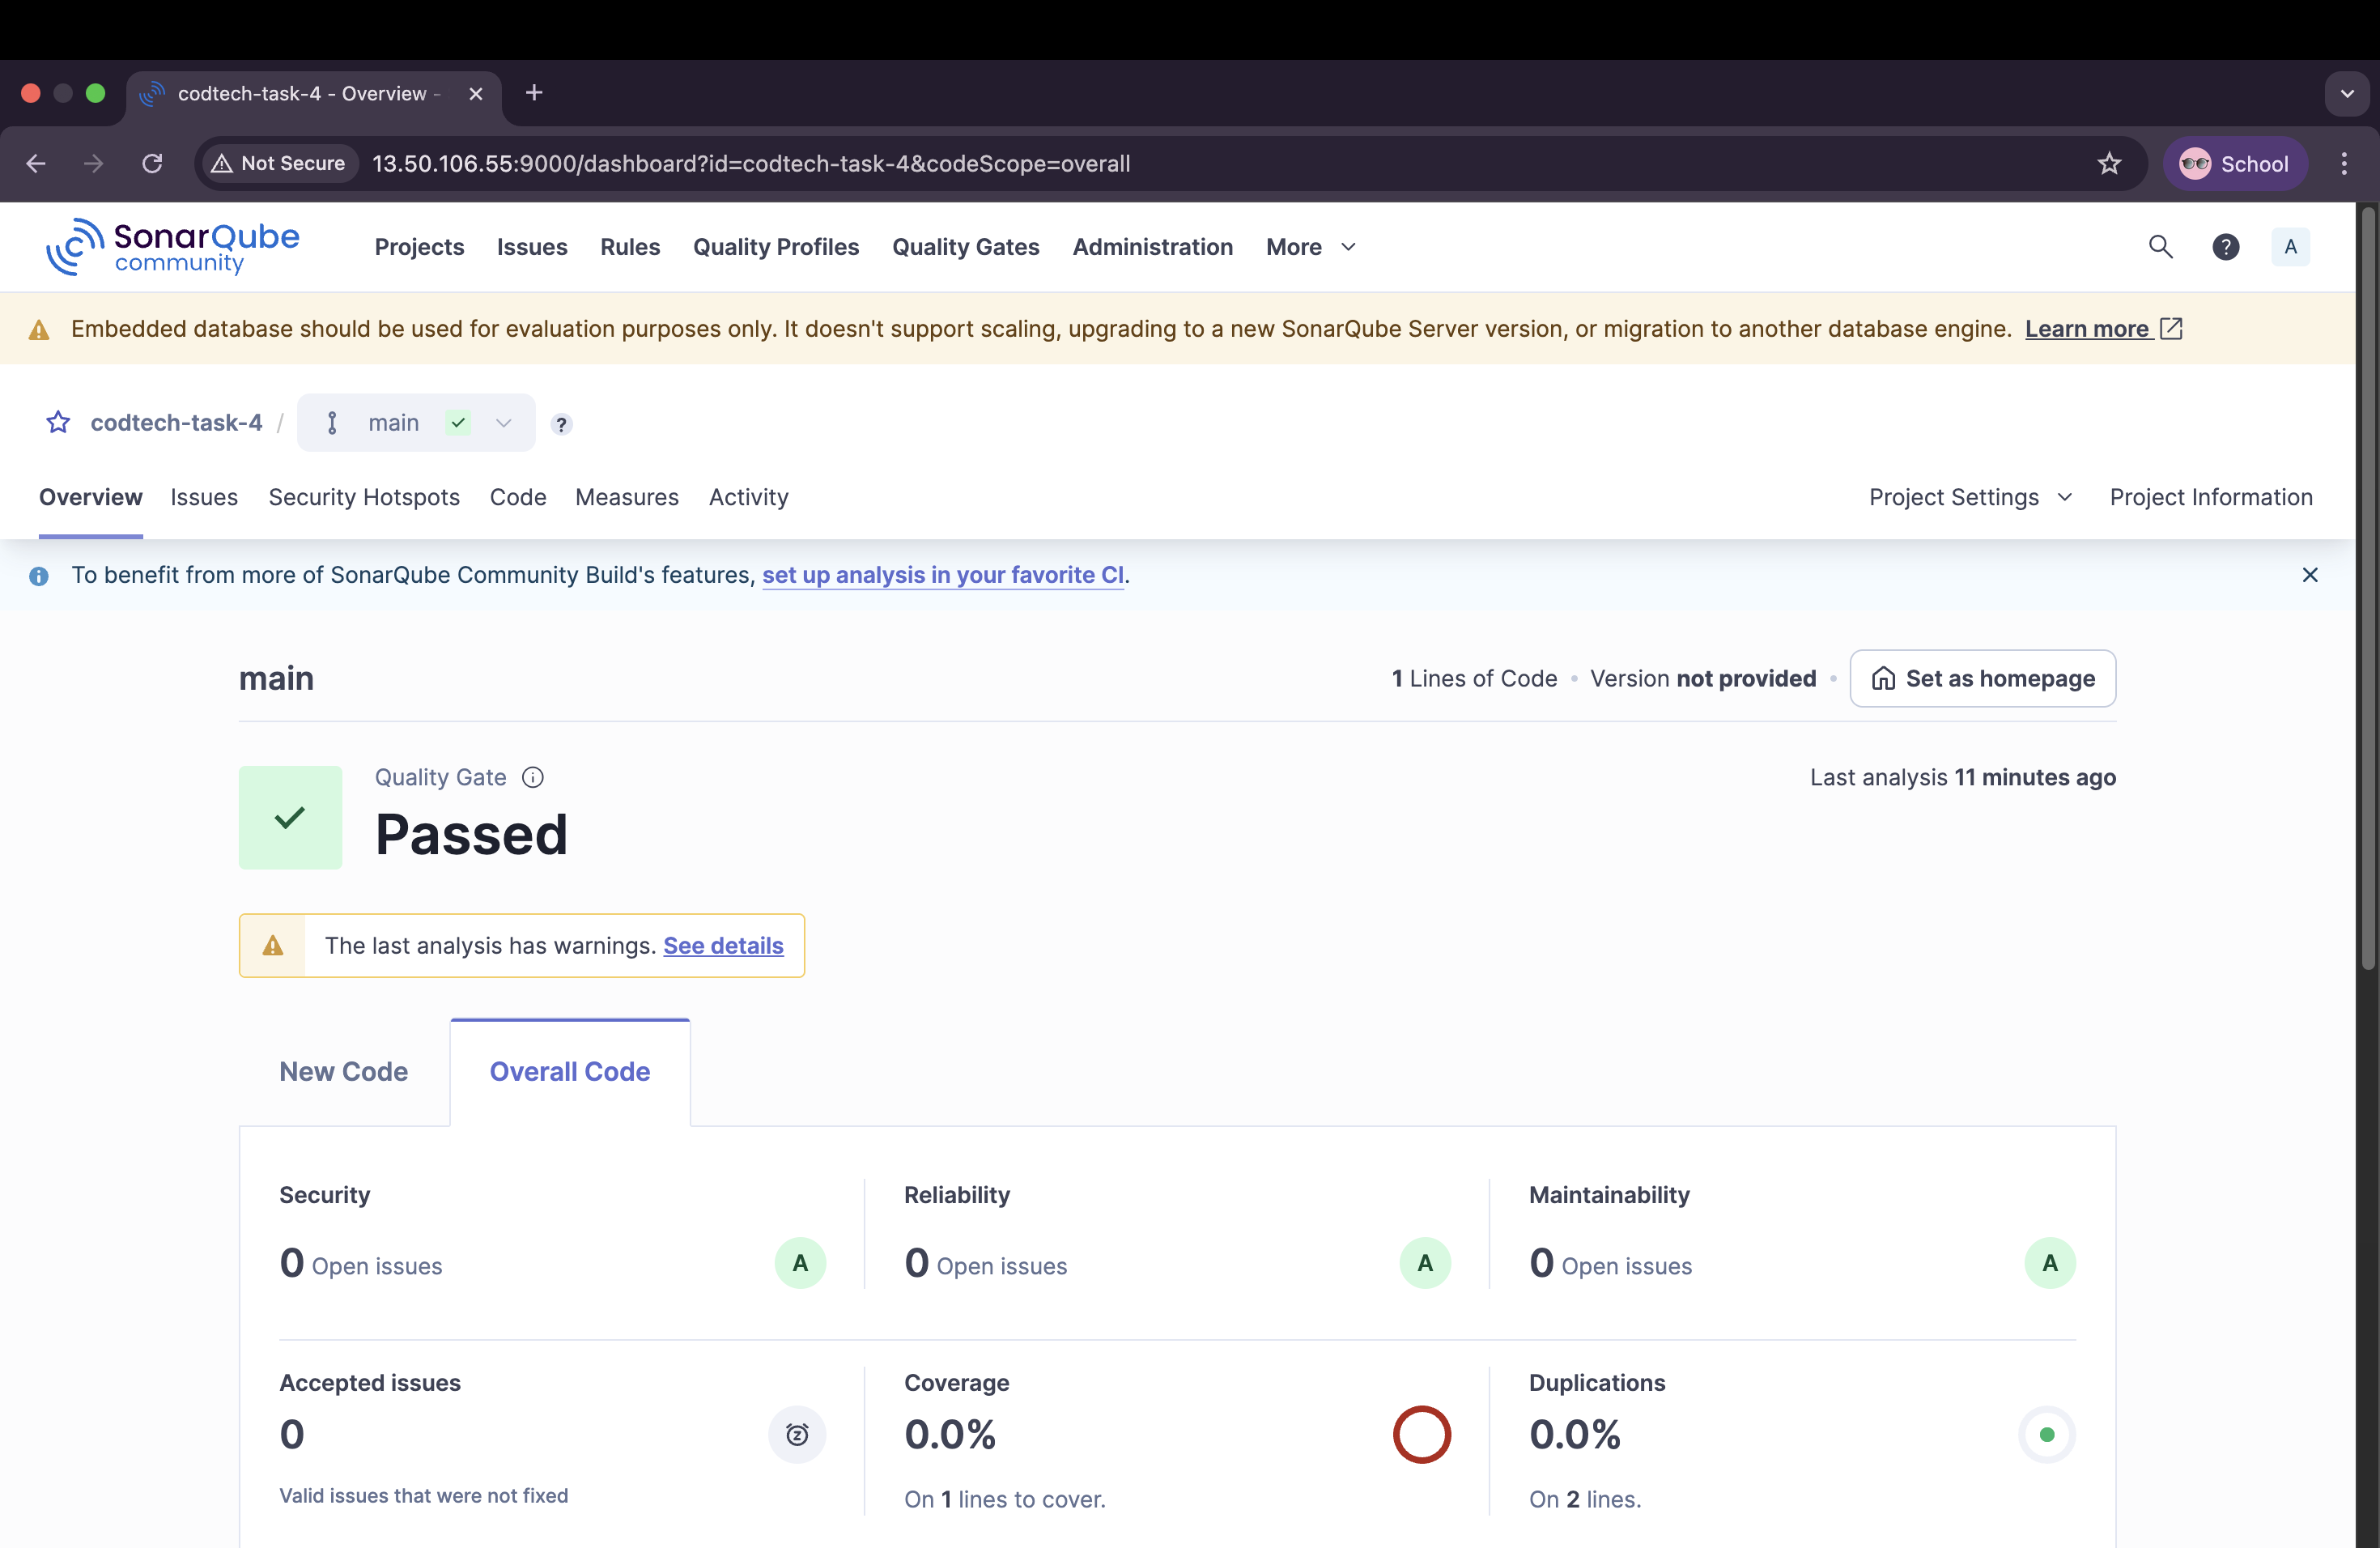 codtech-task-4 - Overview -
Not Secure 13.50.106.55:9000/dashboard?id=codtech-task-4&codeScope=overall School
SonarQube community Projects Issues Rules Quality Profiles Quality Gates Administration More ? A
Embedded database should be used for evaluation purposes only. It doesn't support scaling, upgrading to a new SonarQube Server version, or migration to another database engine. Learn more
codtech-task-4 / main ?
Overview Issues Security Hotspots Code Measures Activity Project Settings Project Information
To benefit from more of SonarQube Community Build's features, set up analysis in your favorite CI.
main 1 Lines of Code • Version not provided • Set as homepage
Quality Gate Last analysis 11 minutes ago
Passed
The last analysis has warnings. See details
New Code Overall Code
Security Reliability Maintainability
0 Open issues A 0 Open issues A 0 Open issues A
Accepted issues Coverage Duplications
0 0.0% 0.0%
Valid issues that were not fixed On 1 lines to cover. On 2 lines.